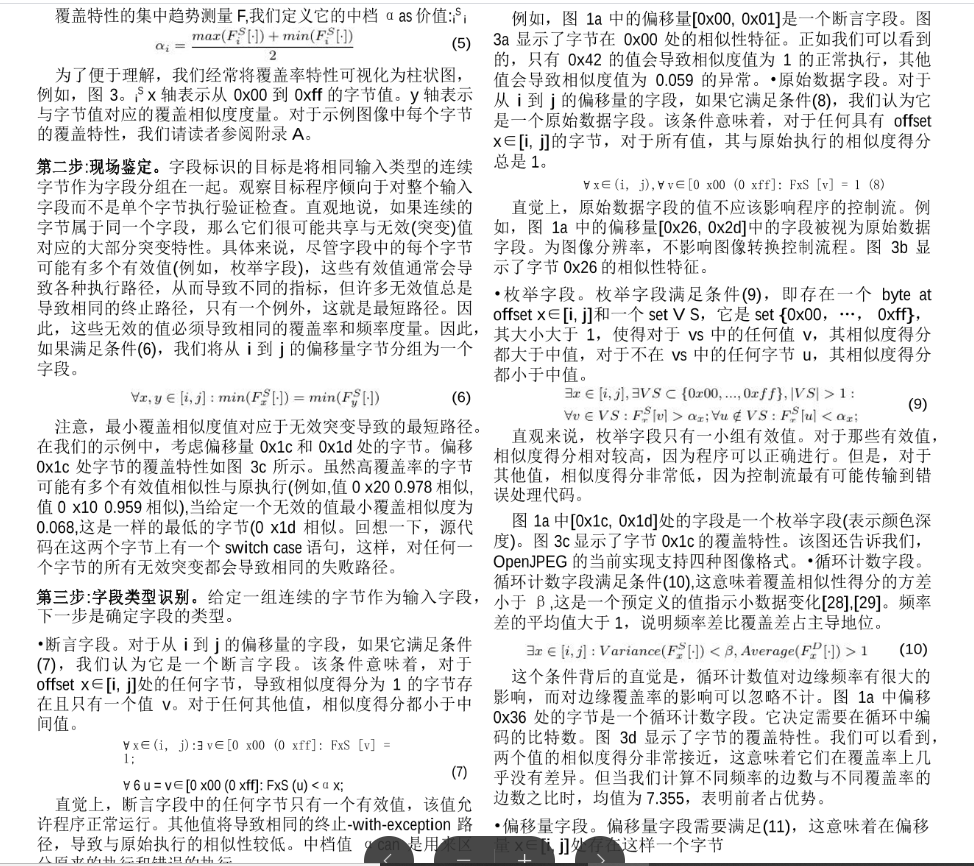 覆盖特性的集中趋势测量 F,我们定义它的中档 α as 价值:ᵢˢ ᵢ
αᵢ = (max(Fᵢˢ[·]) + min(Fᵢˢ[·])) / 2 (5)
为了便于理解，我们经常将覆盖率特性可视化为柱状图，
例如，图 3。ᵢˢ x 轴表示从 0x00 到 0xff 的字节值。y 轴表示
与字节值对应的覆盖相似度度量。对于示例图像中每个字节
的覆盖特性，我们请读者参阅附录 A。
第二步:现场鉴定。字段标识的目标是将相同输入类型的连续
字节作为字段分组在一起。观察目标程序倾向于对整个输入
字段而不是单个字节执行验证检查。直观地说，如果连续的
字节属于同一个字段，那么它们很可能共享与无效(突变)值
对应的大部分突变特性。具体来说，尽管字段中的每个字节
可能有多个有效值(例如，枚举字段)，这些有效值通常会导
致各种执行路径，从而导致不同的指标，但许多无效值总是
导致相同的终止路径，只有一个例外，这就是最短路径。因
此，这些无效的值必须导致相同的覆盖率和频率度量。因此，
如果满足条件(6)，我们将从 i 到 j 的偏移量字节分组为一个
字段。
∀x, y ∈ [i, j] : min(Fₓˢ[·]) = min(F_yˢ[·]) (6)
注意，最小覆盖相似度值对应于无效突变导致的最短路径。
在我们的示例中，考虑偏移量 0x1c 和 0x1d 处的字节。偏移
0x1c 处字节的覆盖特性如图 3c 所示。虽然高覆盖率的字节
可能有多个有效值相似性与原执行(例如,值 0 x20 0.978 相似,
值 0 x10 0.959 相似),当给定一个无效的值最小覆盖相似度为
0.068,这是一样的最低的字节(0 x1d 相似。回想一下，源代
码在这两个字节上有一个 switch case 语句，这样，对任何一
个字节的所有无效突变都会导致相同的失败路径。
第三步:字段类型识别。给定一组连续的字节作为输入字段，
下一步是确定字段的类型。
•断言字段。对于从 i 到 j 的偏移量的字段，如果它满足条件
(7)，我们认为它是一个断言字段。该条件意味着，对于
offset x∈[i, j]处的任何字节，导致相似度得分为 1 的字节存
在且只有一个值 v。对于任何其他值，相似度得分都小于中
间值。
∀ x∈(i, j):∃ v∈[0 x00 (0 xff]: FxS [v] =
1;
(7)
∀ 6 u = v∈[0 x00 (0 xff]: FxS (u) < α x;
直觉上，断言字段中的任何字节只有一个有效值，该值允
许程序正常运行。其他值将导致相同的终止-with-exception 路
径，导致与原始执行的相似性较低。中档值 α can 是用来区
分原来的执行和错误的执行
例如，图 1a 中的偏移量[0x00, 0x01]是一个断言字段。图
3a 显示了字节在 0x00 处的相似性特征。正如我们可以看到
的，只有 0x42 的值会导致相似度值为 1 的正常执行，其他
值会导致相似度值为 0.059 的异常。•原始数据字段。对于
从 i 到 j 的偏移量的字段，如果它满足条件(8)，我们认为它
是一个原始数据字段。该条件意味着，对于任何具有 offset
x∈[i, j]的字节，对于所有值，其与原始执行的相似度得分
总是 1。
∀ x∈(i, j),∀ v∈[0 x00 (0 xff]: FxS [v] = 1 (8)
直觉上，原始数据字段的值不应该影响程序的控制流。例
如，图 1a 中的偏移量[0x26, 0x2d]中的字段被视为原始数据
字段。为图像分辨率，不影响图像转换控制流程。图 3b 显
示了字节 0x26 的相似性特征。
•枚举字段。枚举字段满足条件(9)，即存在一个 byte at
offset x∈[i, j]和一个 set V S，它是 set {0x00, ⋯, 0xff}，
其大小大于 1，使得对于 vs 中的任何值 v，其相似度得分
都大于中值，对于不在 vs 中的任何字节 u，其相似度得分
都小于中值。
∃x ∈ [i, j], ∃VS ⊂ {0x00, ..., 0xff}, |VS| > 1 :
(9)
∀v ∈ VS : Fₓˢ[v] > αₓ; ∀u ∉ VS : Fₓˢ[u] < αₓ;
直观来说，枚举字段只有一小组有效值。对于那些有效值，
相似度得分相对较高，因为程序可以正确进行。但是，对于
其他值，相似度得分非常低，因为控制流最有可能传输到错
误处理代码。
图 1a 中[0x1c, 0x1d]处的字段是一个枚举字段(表示颜色深
度)。图 3c 显示了字节 0x1c 的覆盖特性。该图还告诉我们，
OpenJPEG 的当前实现支持四种图像格式。•循环计数字段。
循环计数字段满足条件(10),这意味着覆盖相似性得分的方差
小于 β,这是一个预定义的值指示小数据变化[28],[29]。频率
差的平均值大于 1，说明频率差比覆盖差占主导地位。
∃x ∈ [i, j] : Variance(Fₓˢ[·]) < β, Average(Fₓᴰ[·]) > 1 (10)
这个条件背后的直觉是，循环计数值对边缘频率有很大的
影响，而对边缘覆盖率的影响可以忽略不计。图 1a 中偏移
0x36 处的字节是一个循环计数字段。它决定需要在循环中编
码的比特数。图 3d 显示了字节的覆盖特性。我们可以看到，
两个值的相似度得分非常接近，这意味着它们在覆盖率上几
乎没有差异。但当我们计算不同频率的边数与不同覆盖率的
边数之比时，均值为 7.355，表明前者占优势。
•偏移量字段。偏移量字段需要满足(11)，这意味着在偏移
量 x∈[i, j]处存在这样一个字节